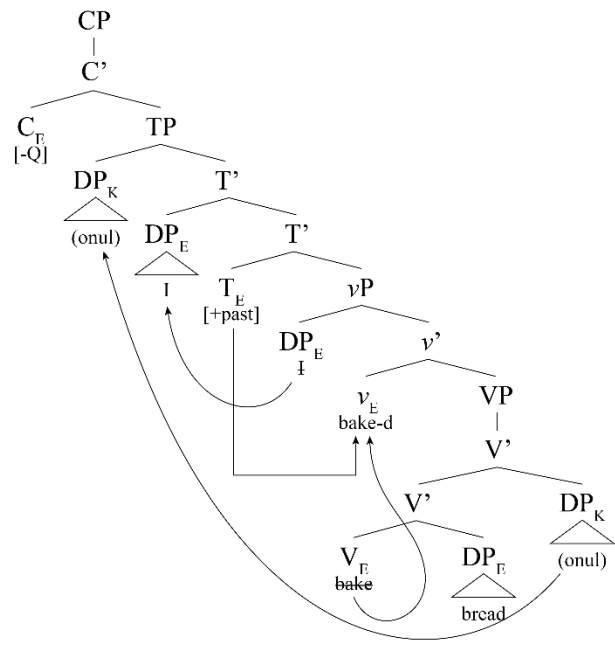 CP
C’
C_E TP
[-Q]
DP_K T’
(onul) DP_E T’
I T_E vP
[+past]
DP_E v’
I v_E VP
bake-d
V’
V’ DP_K
V_E DP_E (onul)
bake bread